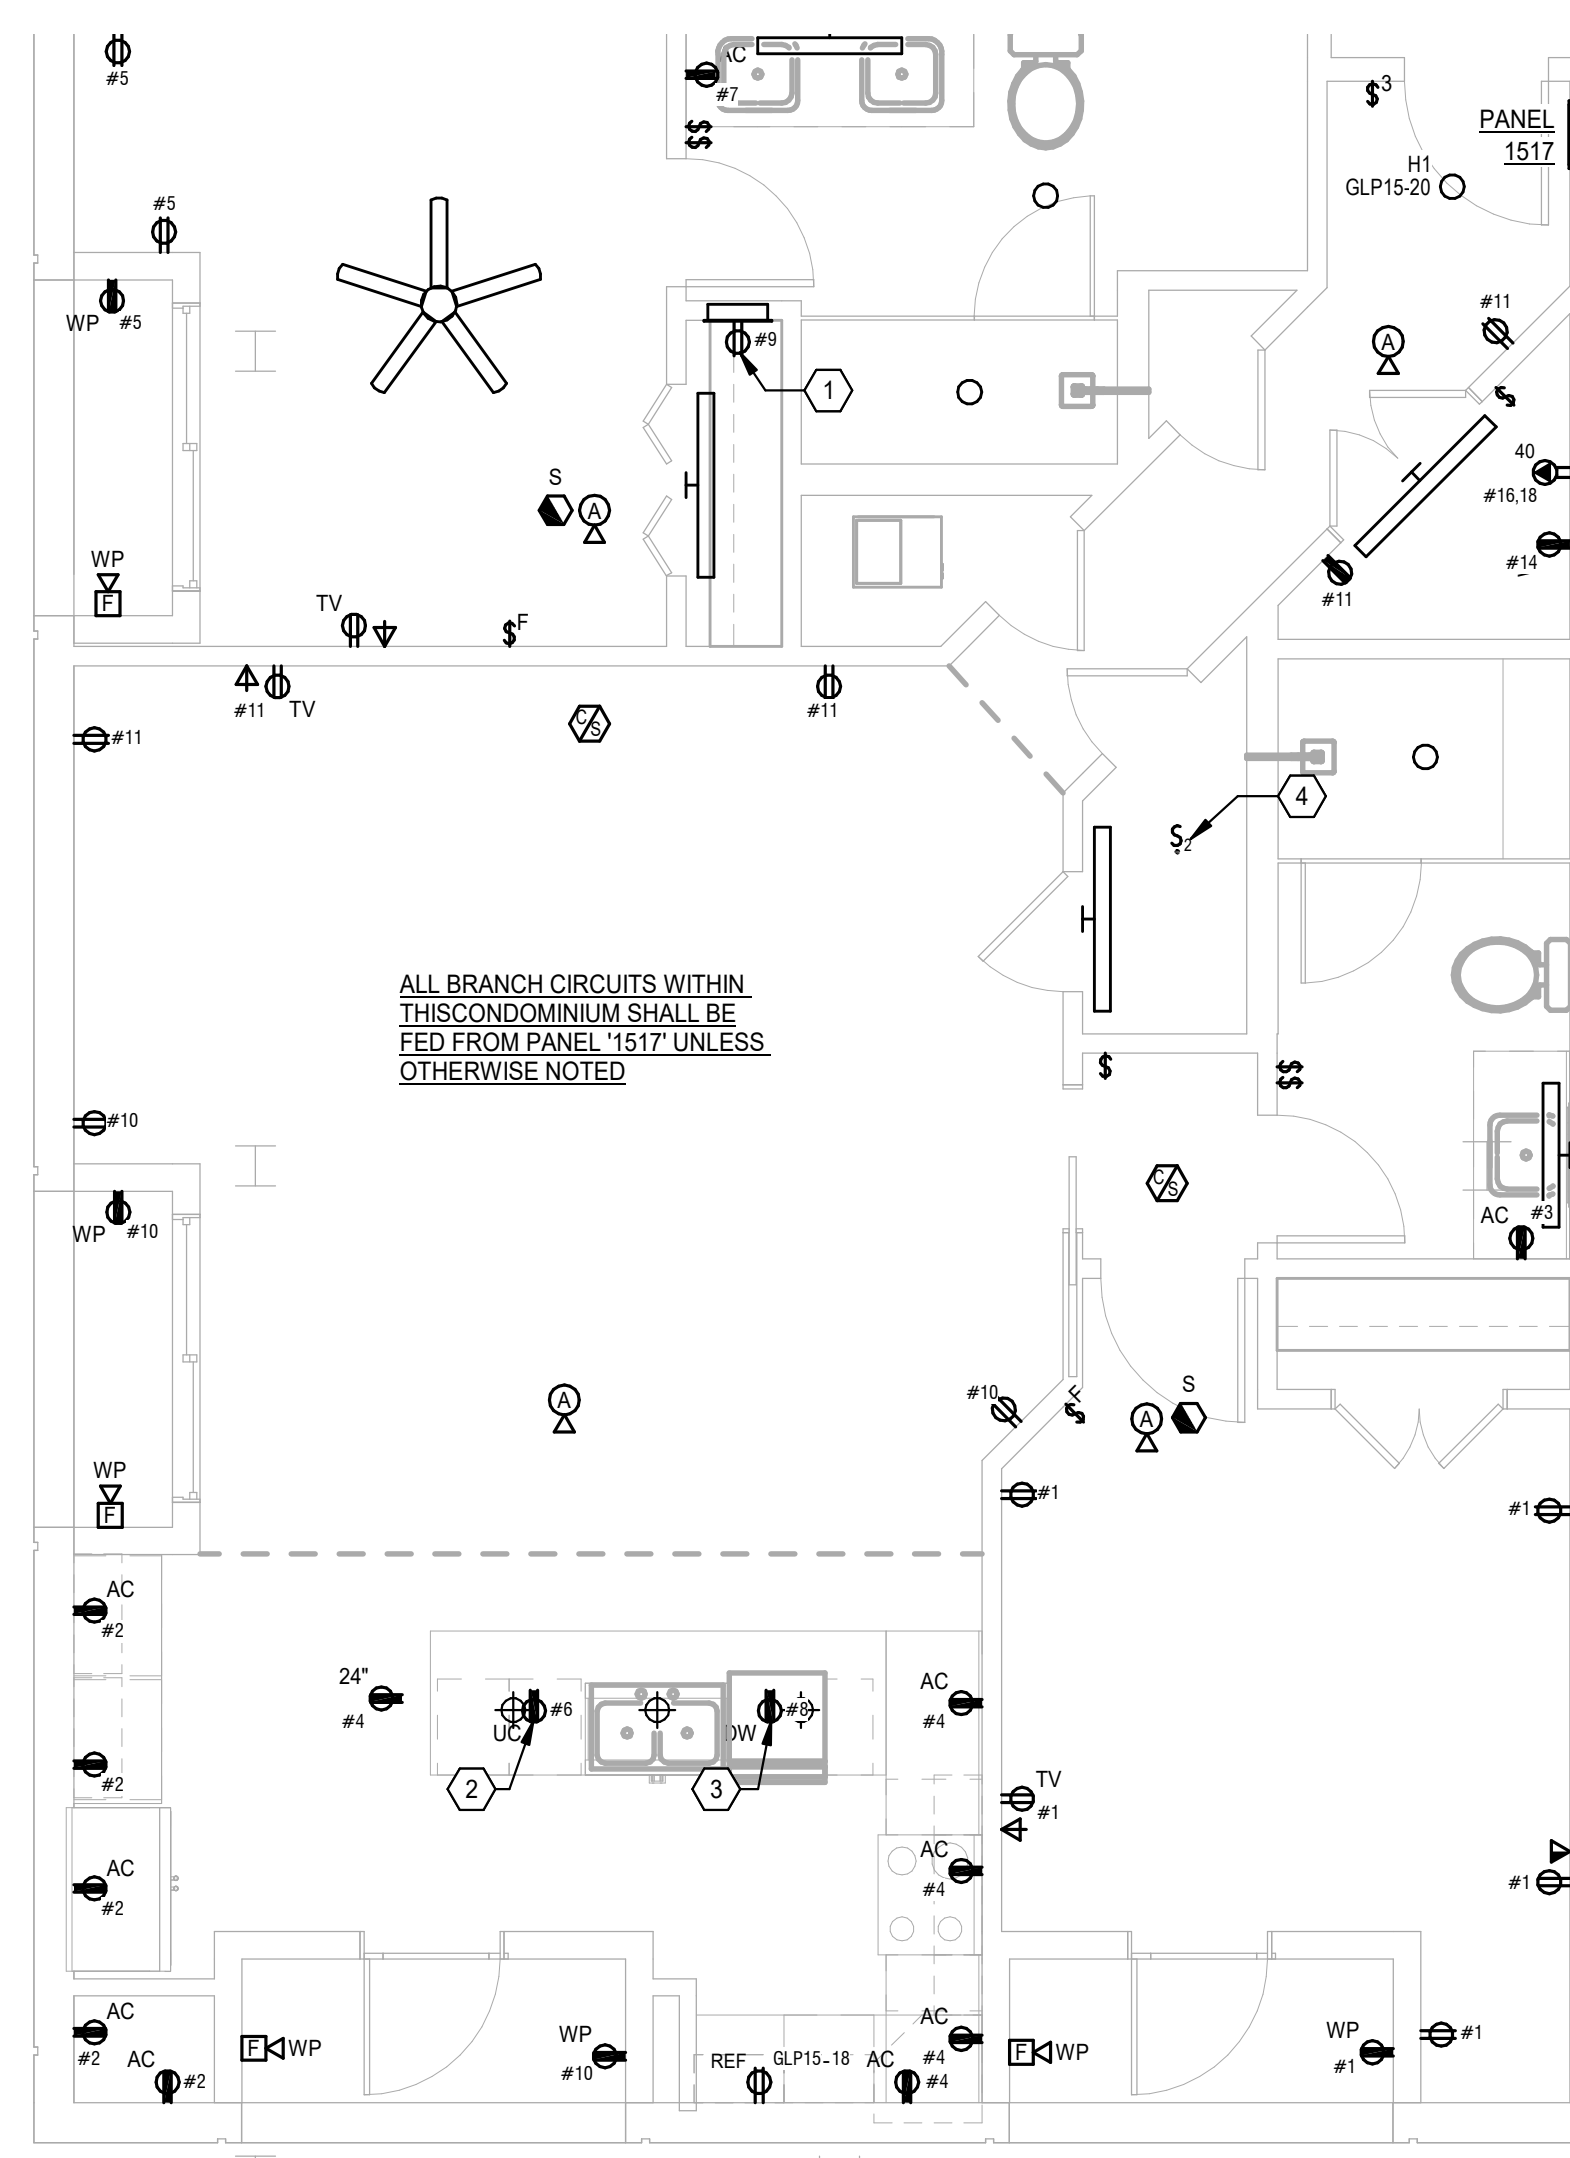 #5
AC
#7
$3
PANEL
1517
H1
GLP15-20
$$
#5
WP
#5
#9
1
#11
A
$
40
#16,18
#14
#11
S
A
WP
F
TV
$F
#11
TV
#11
#11
C/S
4
$2
ALL BRANCH CIRCUITS WITHIN
THISCONDOMINIUM SHALL BE
FED FROM PANEL '1517' UNLESS
OTHERWISE NOTED
$
$$
#10
WP
#10
C/S
AC
#3
A
#10
$F
A
S
WP
F
#1
#1
AC
#2
24"
#4
UC
#6
DW
#8
AC
#4
#2
2
3
TV
#1
AC
#2
AC
#4
#1
AC
#2
AC
#2
F
WP
WP
#10
REF
GLP15-18
AC
#4
AC
#4
F
WP
WP
#1
#1